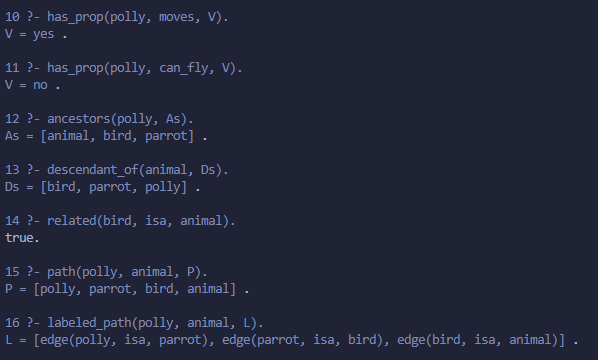 10 ?- has_prop(polly, moves, V).
V = yes .
11 ?- has_prop(polly, can_fly, V).
V = no .
12 ?- ancestors(polly, As).
As = [animal, bird, parrot] .
13 ?- descendant_of(animal, Ds).
Ds = [bird, parrot, polly] .
14 ?- related(bird, isa, animal).
true.
15 ?- path(polly, animal, P).
P = [polly, parrot, bird, animal] .
16 ?- labeled_path(polly, animal, L).
L = [edge(polly, isa, parrot), edge(parrot, isa, bird), edge(bird, isa, animal)] .